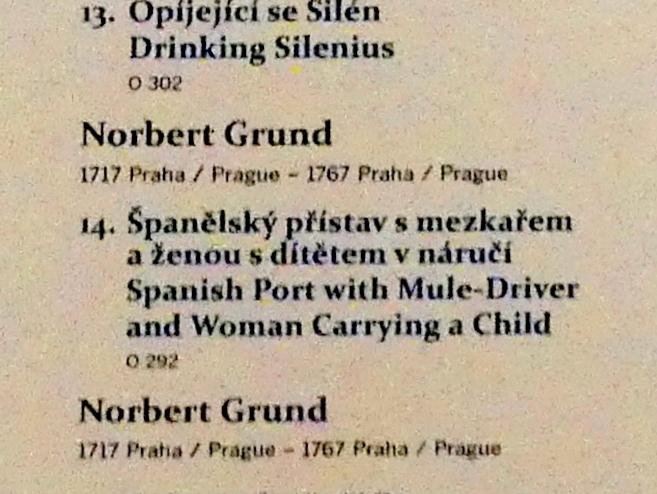 13. Opíjející se Silén
Drinking Silenius
O 302
Norbert Grund
1717 Praha / Prague – 1767 Praha / Prague
14. Španělský přístav s mezkařem
a ženou s dítětem v náručí
Spanish Port with Mule-Driver
and Woman Carrying a Child
O 292
Norbert Grund
1717 Praha / Prague – 1767 Praha / Prague